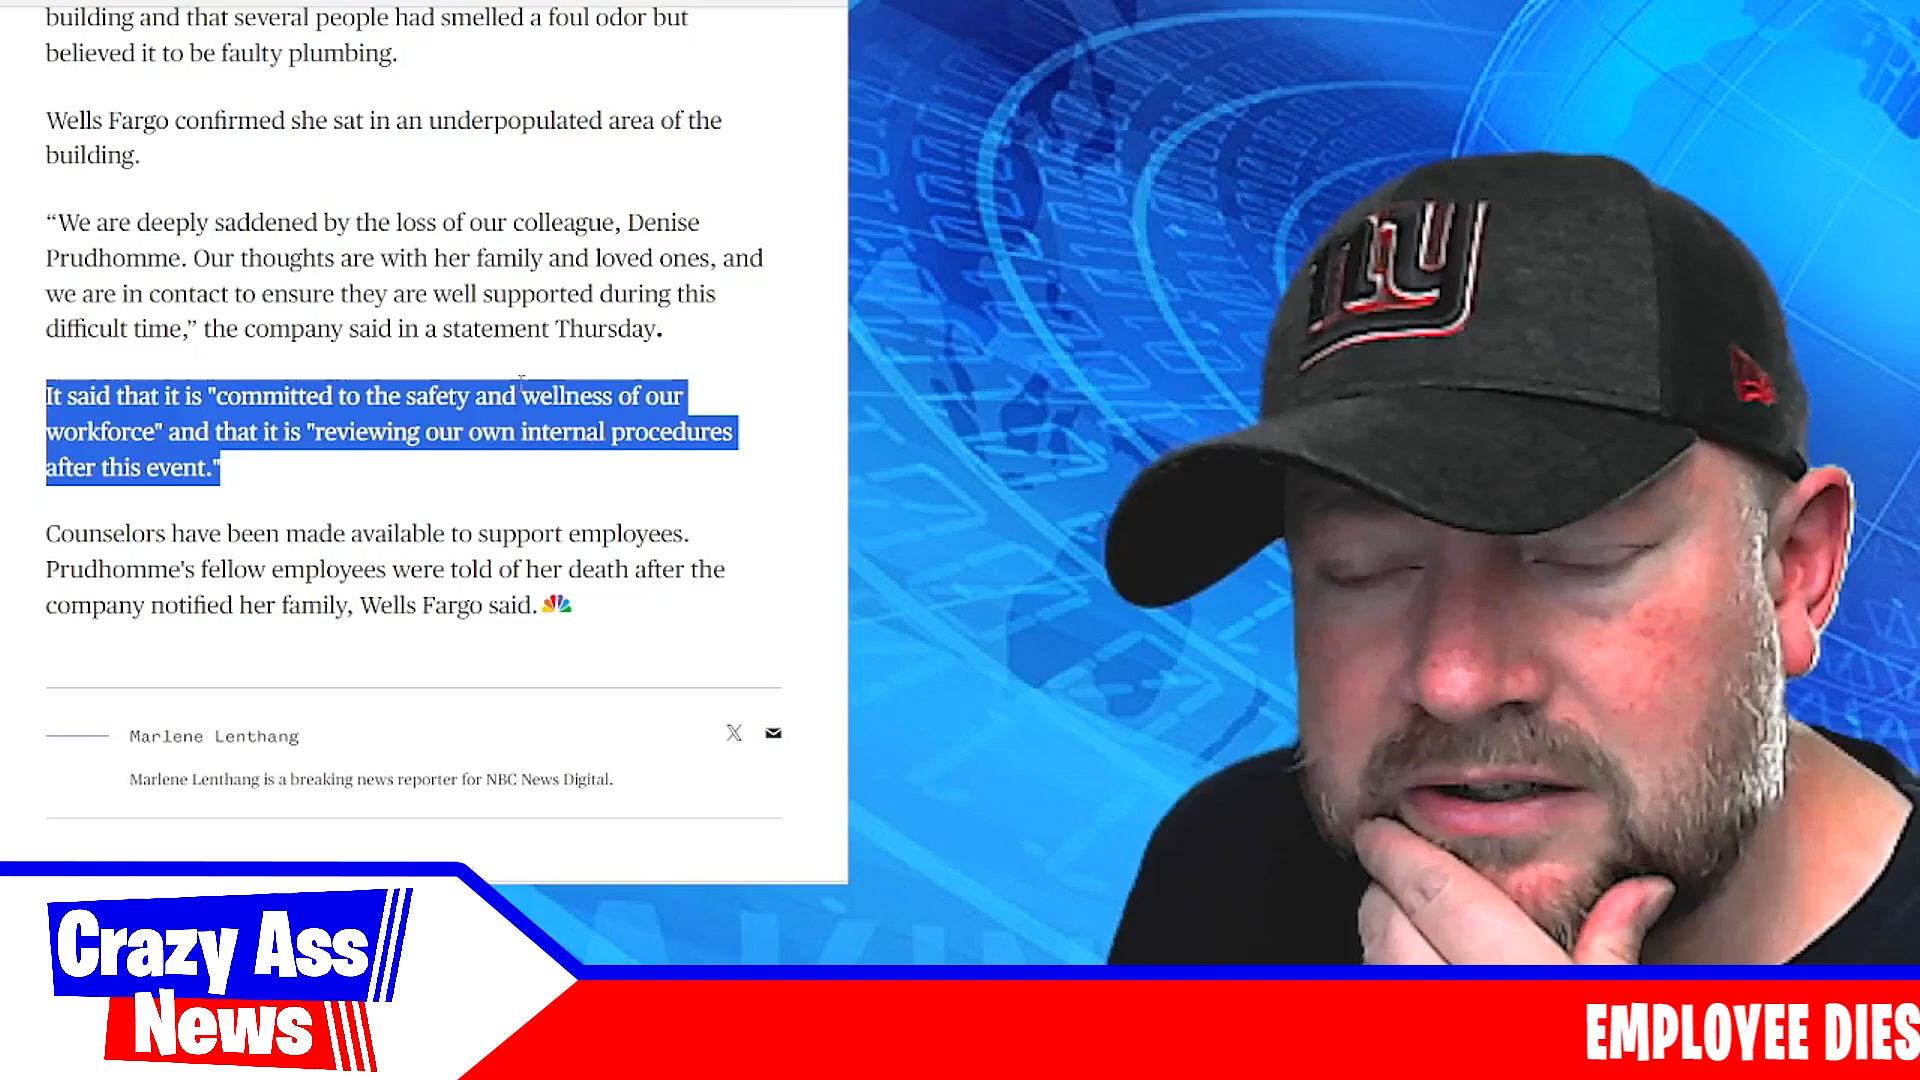 building and that several people had smelled a foul odor but
believed it to be faulty plumbing.
Wells Fargo confirmed she sat in an underpopulated area of the
building.
“We are deeply saddened by the loss of our colleague, Denise
Prudhomme. Our thoughts are with her family and loved ones, and
we are in contact to ensure they are well supported during this
difficult time,” the company said in a statement Thursday.
It said that it is "committed to the safety and wellness of our
workforce" and that it is "reviewing our own internal procedures
after this event."
Counselors have been made available to support employees.
Prudhomme's fellow employees were told of her death after the
company notified her family, Wells Fargo said.
Marlene Lenthang
Marlene Lenthang is a breaking news reporter for NBC News Digital.
NY
Crazy Ass
News
EMPLOYEE DIES